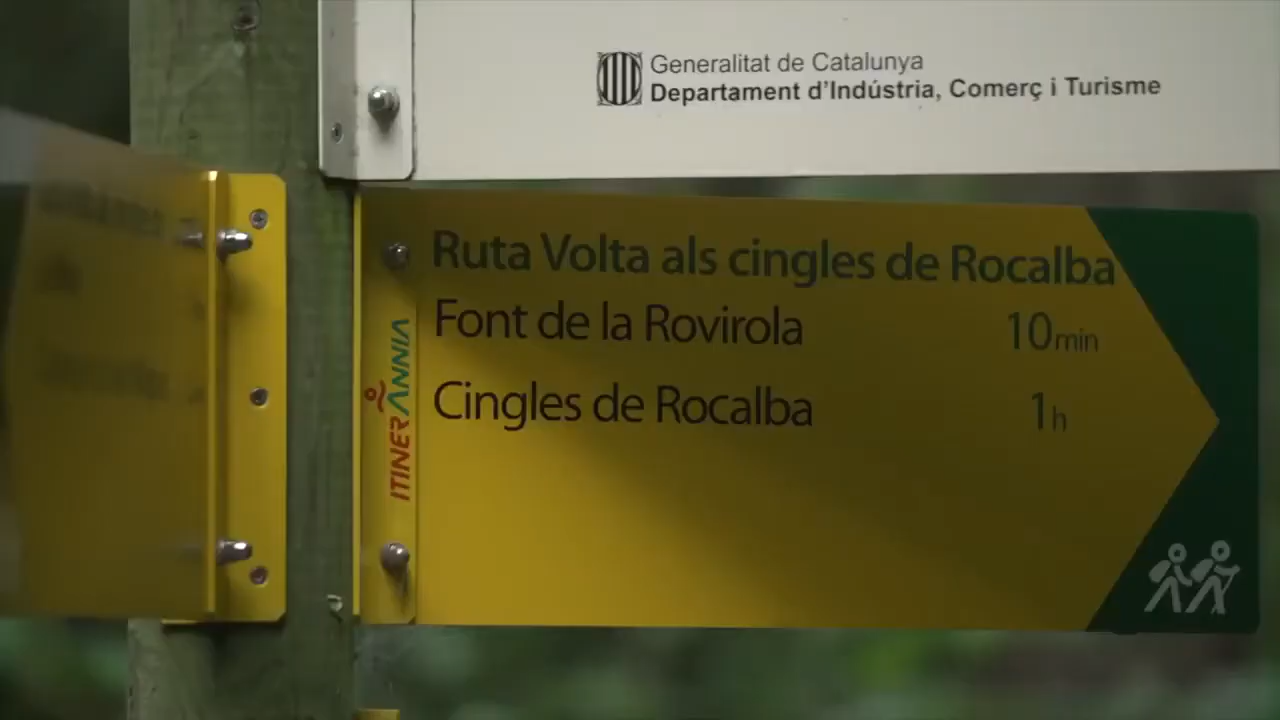 Generalitat de Catalunya
Departament d'Indústria, Comerç i Turisme
Ruta Volta als cingles de Rocalba
Font de la Rovirola 10min
Cingles de Rocalba 1h
ITINERÀNNIA